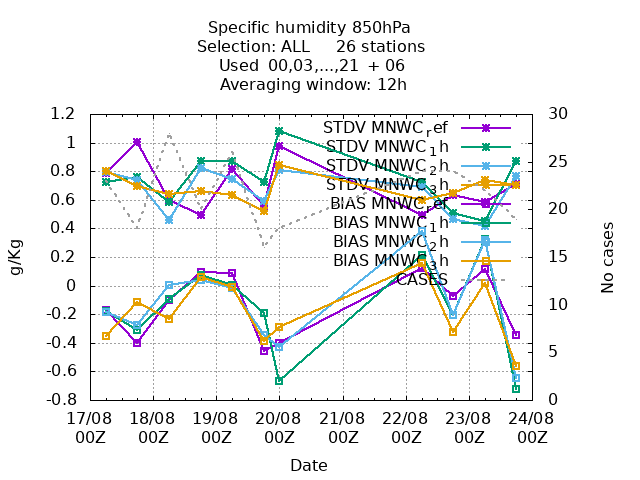 Specific humidity 850hPa
Selection: ALL     26 stations
Used  00,03,...,21  + 06
Averaging window: 12h
g/Kg
No cases
1.2
1
0.8
0.6
0.4
0.2
0
-0.2
-0.4
-0.6
-0.8
30
25
20
15
10
5
0
STDV MNWC_ref
STDV MNWC_1h
STDV MNWC_2h
STDV MNWC_3h
BIAS MNWC_ref
BIAS MNWC_1h
BIAS MNWC_2h
BIAS MNWC_3h
CASES
17/08 18/08 19/08 20/08 21/08 22/08 23/08 24/08
00Z 00Z 00Z 00Z 00Z 00Z 00Z 00Z
Date